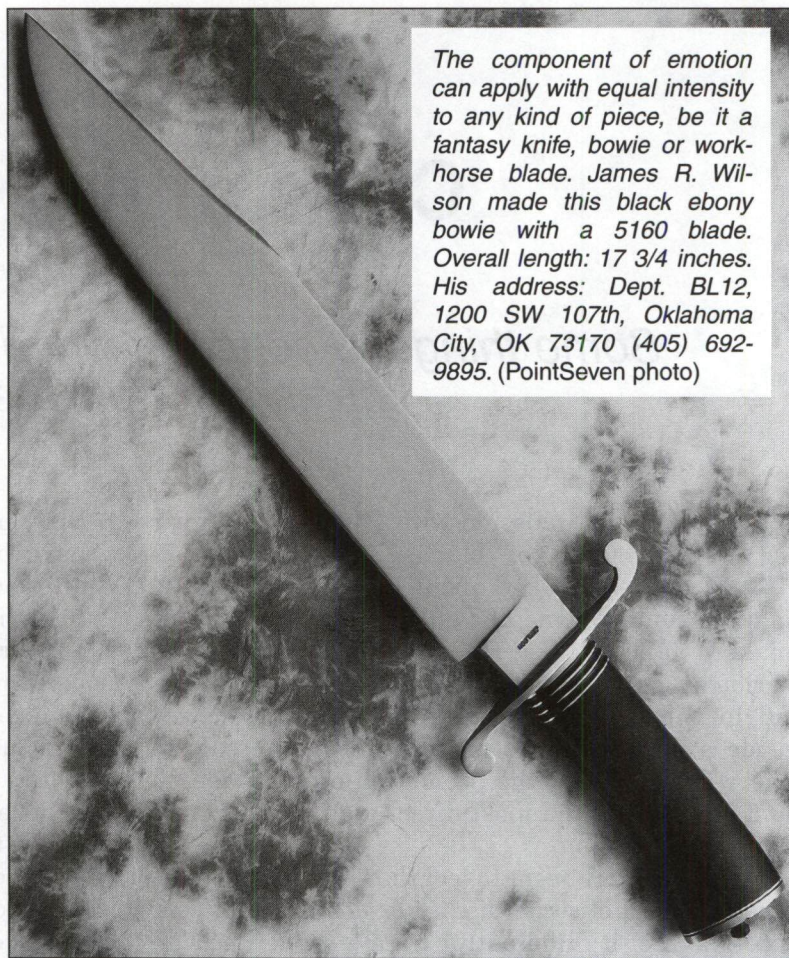 The component of emotion
can apply with equal intensity
to any kind of piece, be it a
fantasy knife, bowie or work-
horse blade. James R. Wil-
son made this black ebony
bowie with a 5160 blade.
Overall length: 17 3/4 inches.
His address: Dept. BL12,
1200 SW 107th, Oklahoma
City, OK 73170 (405) 692-
9895. (PointSeven photo)